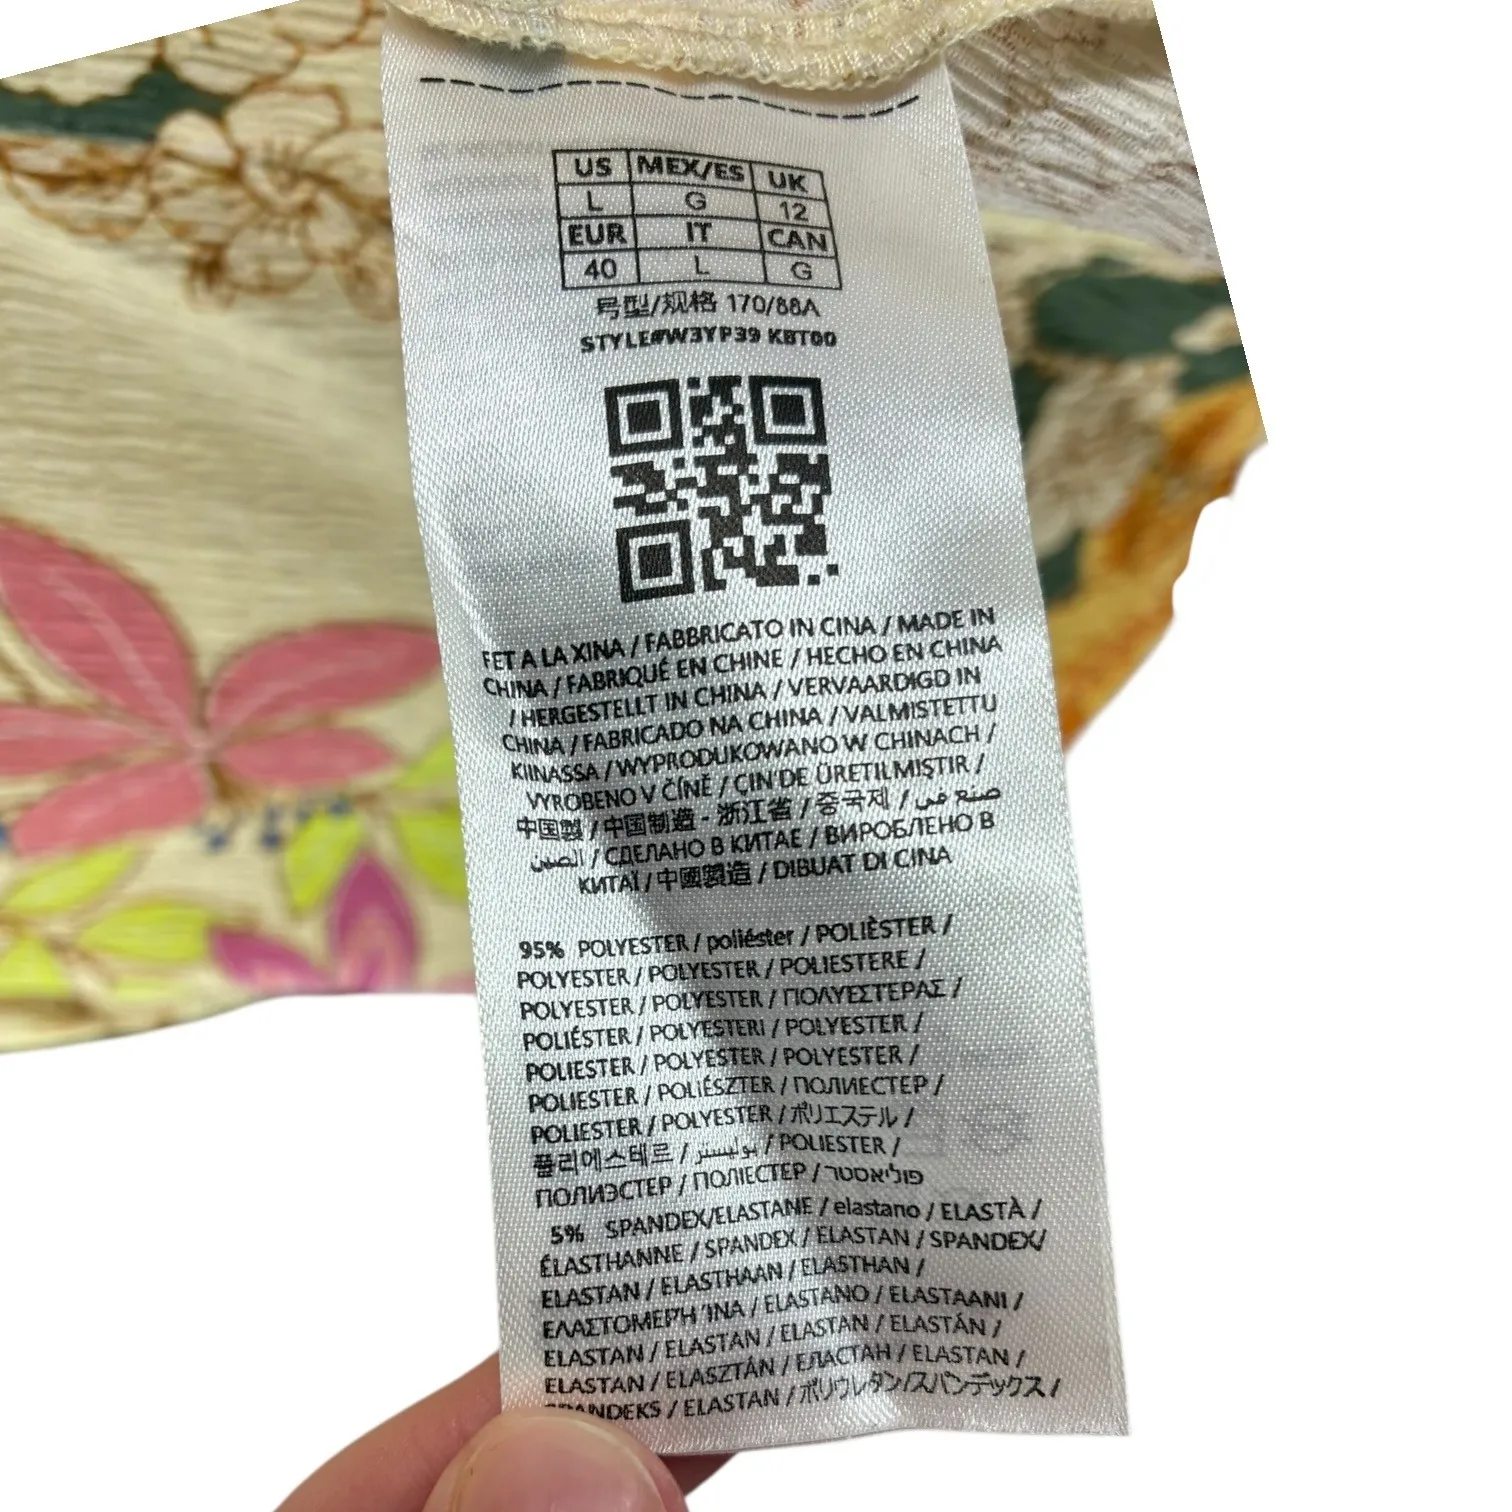 US MEX/ES UK
L G 12
EUR IT CAN
40 L G
号型/规格 170/88A
STYLE#W3YP39 KBT00
FET A LA XINA / FABBRICATO IN CINA / MADE IN
CHINA / FABRIQUÉ EN CHINE / HECHO EN CHINA
/ HERGESTELLT IN CHINA / VERVAARDIGD IN
CHINA / FABRICADO NA CHINA / VALMISTETTU
KIINASSA / WYPRODUKOWANO W CHINACH /
VYROBENO V ČÍNĚ / ÇIN'DE ÜRETILMIŞTIR /
中国製 / 中国制造 - 浙江省 / 중국제 / صنع في
الصين / СДЕЛАНО В КИТАЕ / ВИРОБЛЕНО В
КИТАЇ / 中國製造 / DIBUAT DI CINA
95% POLYESTER / poliéster / POLIÈSTER /
POLYESTER / POLYESTER / POLIESTERE /
POLYESTER / POLYESTER / ΠΟΛΥΕΣΤΕΡΑΣ /
POLIÉSTER / POLYESTERI / POLYESTER /
POLIESTER / POLYESTER / POLYESTER /
POLIESTER / POLIÉSZTER / ПОЛИЕСТЕР /
POLIESTER / POLYESTER / ポリエステル /
폴리에스테르 / بوليستر / POLIESTER /
ПОЛИЭСТЕР / ПОЛІЕСТЕР / פוליאסטר
5% SPANDEX/ELASTANE / elastano / ELASTÀ /
ÉLASTHANNE / SPANDEX / ELASTAN / SPANDEX/
ELASTAN / ELASTHAAN / ELASTHAN /
ΕΛΑΣΤΟΜΕΡΗ ΊΝΑ / ELASTANO / ELASTAANI /
ELASTAN / ELASTAN / ELASTAN / ELASTÁN /
ELASTAN / ELASZTÁN / ЕЛАСТАН / ELASTAN /
SPANDEKS / ELASTAN / ポリウレタン/スパンデックス /